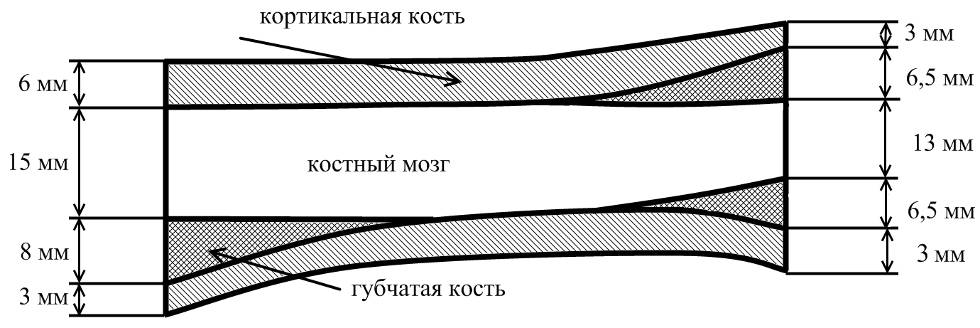 кортикальная кость
3 мм
6 мм
6,5 мм
15 мм
костный мозг
13 мм
6,5 мм
8 мм
3 мм
3 мм
губчатая кость